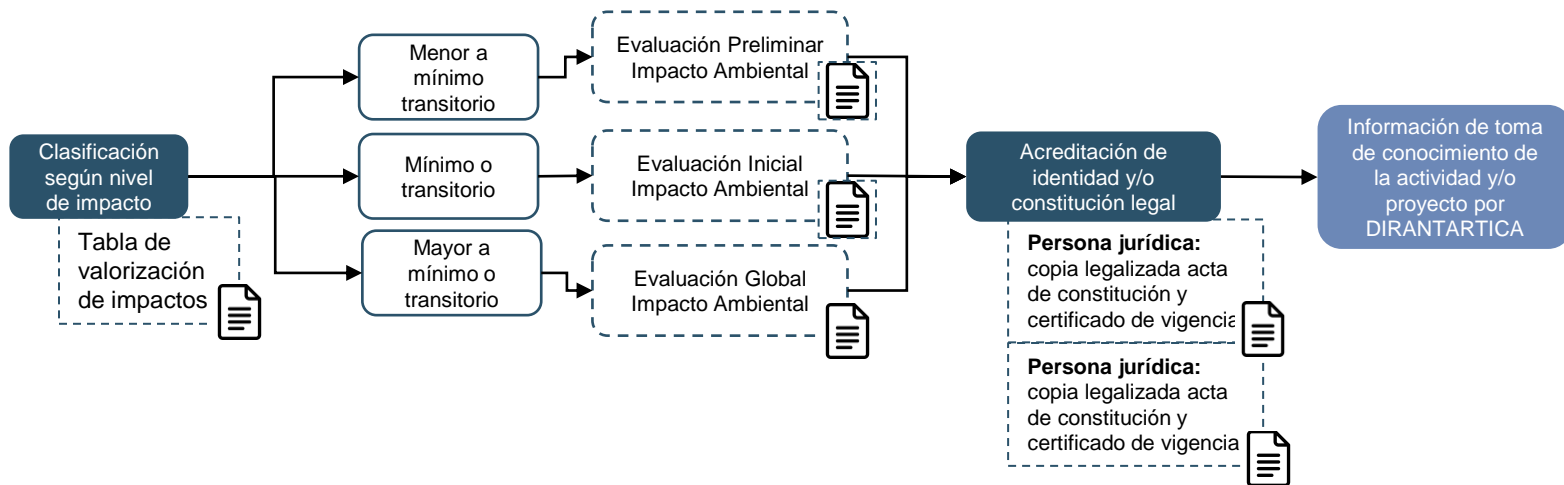 Clasificación
según nivel
de impacto
Tabla de
valorización
de impactos
Menor a
mínimo
transitorio
Mínimo o
transitorio
Mayor a
mínimo o
transitorio
Evaluación Preliminar
Impacto Ambiental
Evaluación Inicial
Impacto Ambiental
Evaluación Global
Impacto Ambiental
Acreditación de
identidad y/o
constitución legal
Persona jurídica:
copia legalizada acta
de constitución y
certificado de vigencia
Persona jurídica:
copia legalizada acta
de constitución y
certificado de vigencia
Información de toma
de conocimiento de
la actividad y/o
proyecto por
DIRANTARTICA